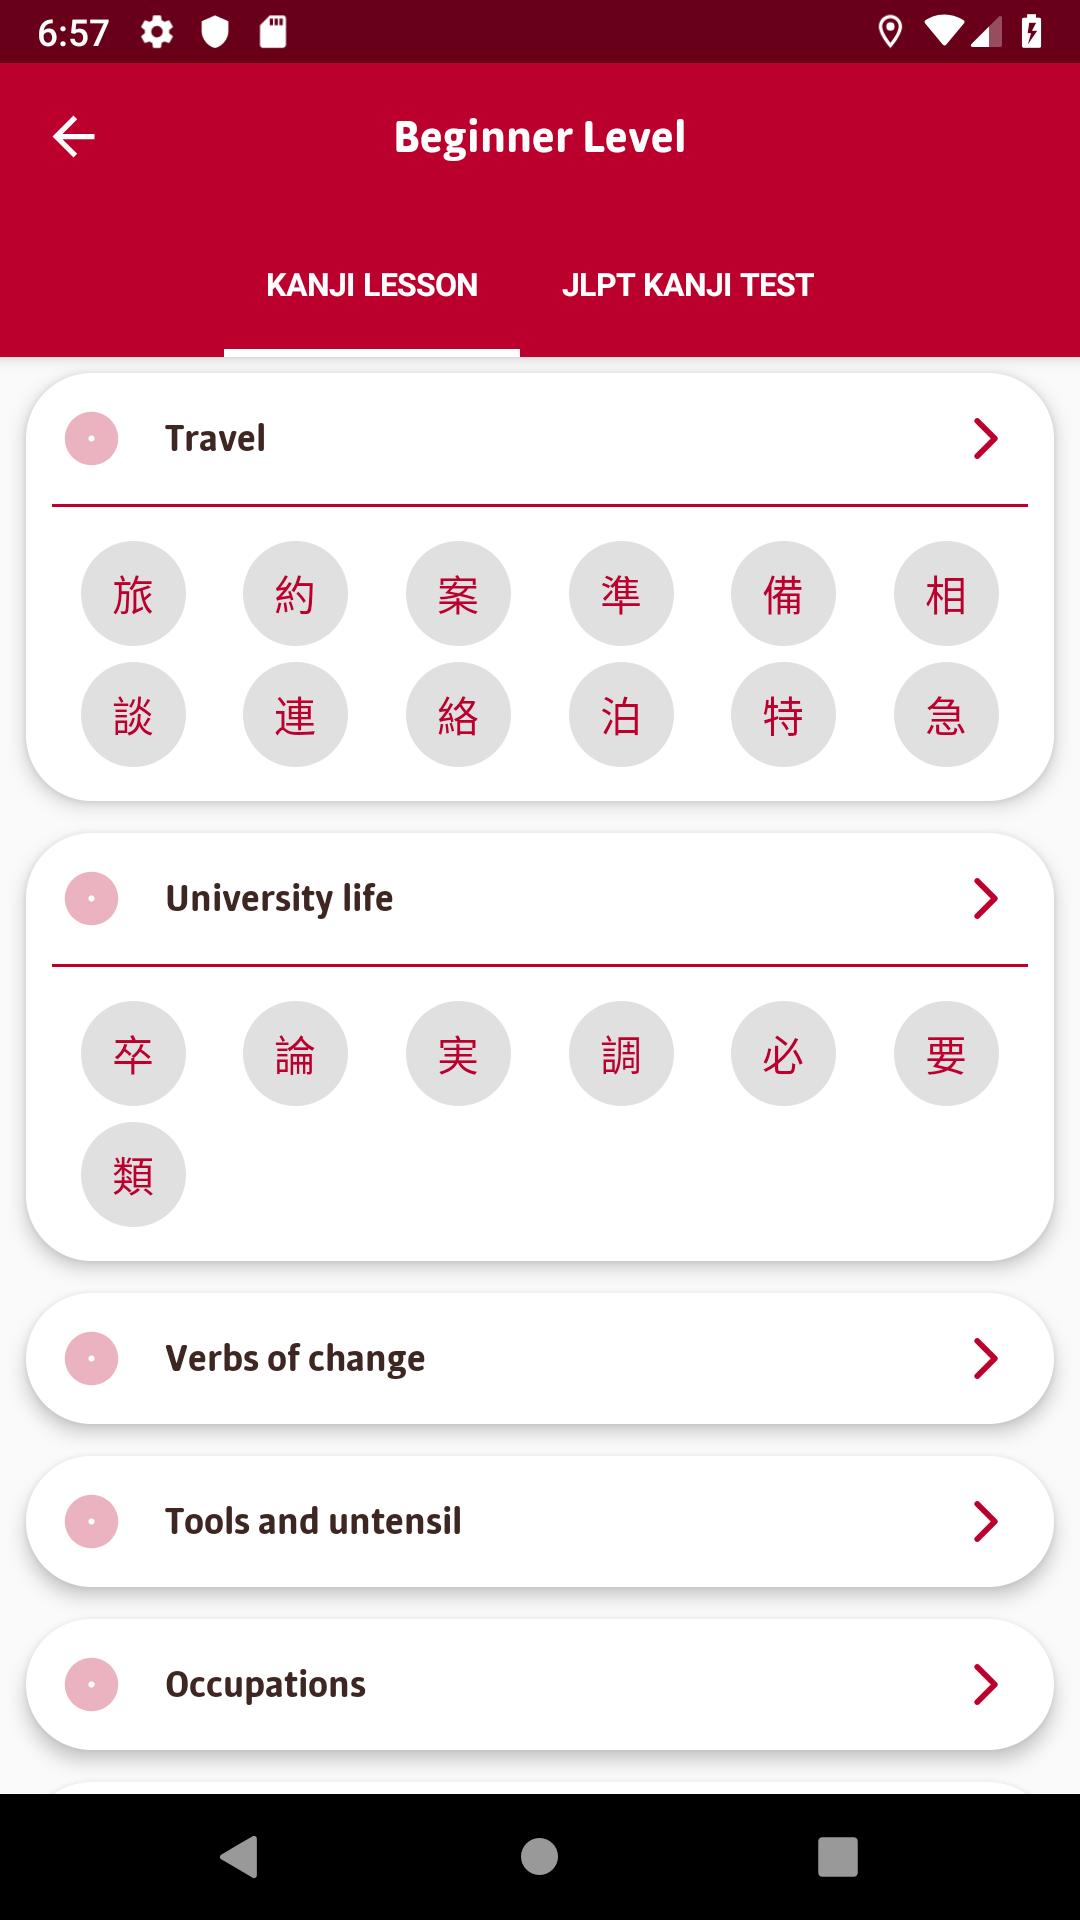 6:57
Beginner Level
KANJI LESSON JLPT KANJI TEST
Travel
旅 約 案 準 備 相
談 連 絡 泊 特 急
University life
卒 論 実 調 必 要
類
Verbs of change
Tools and untensil
Occupations